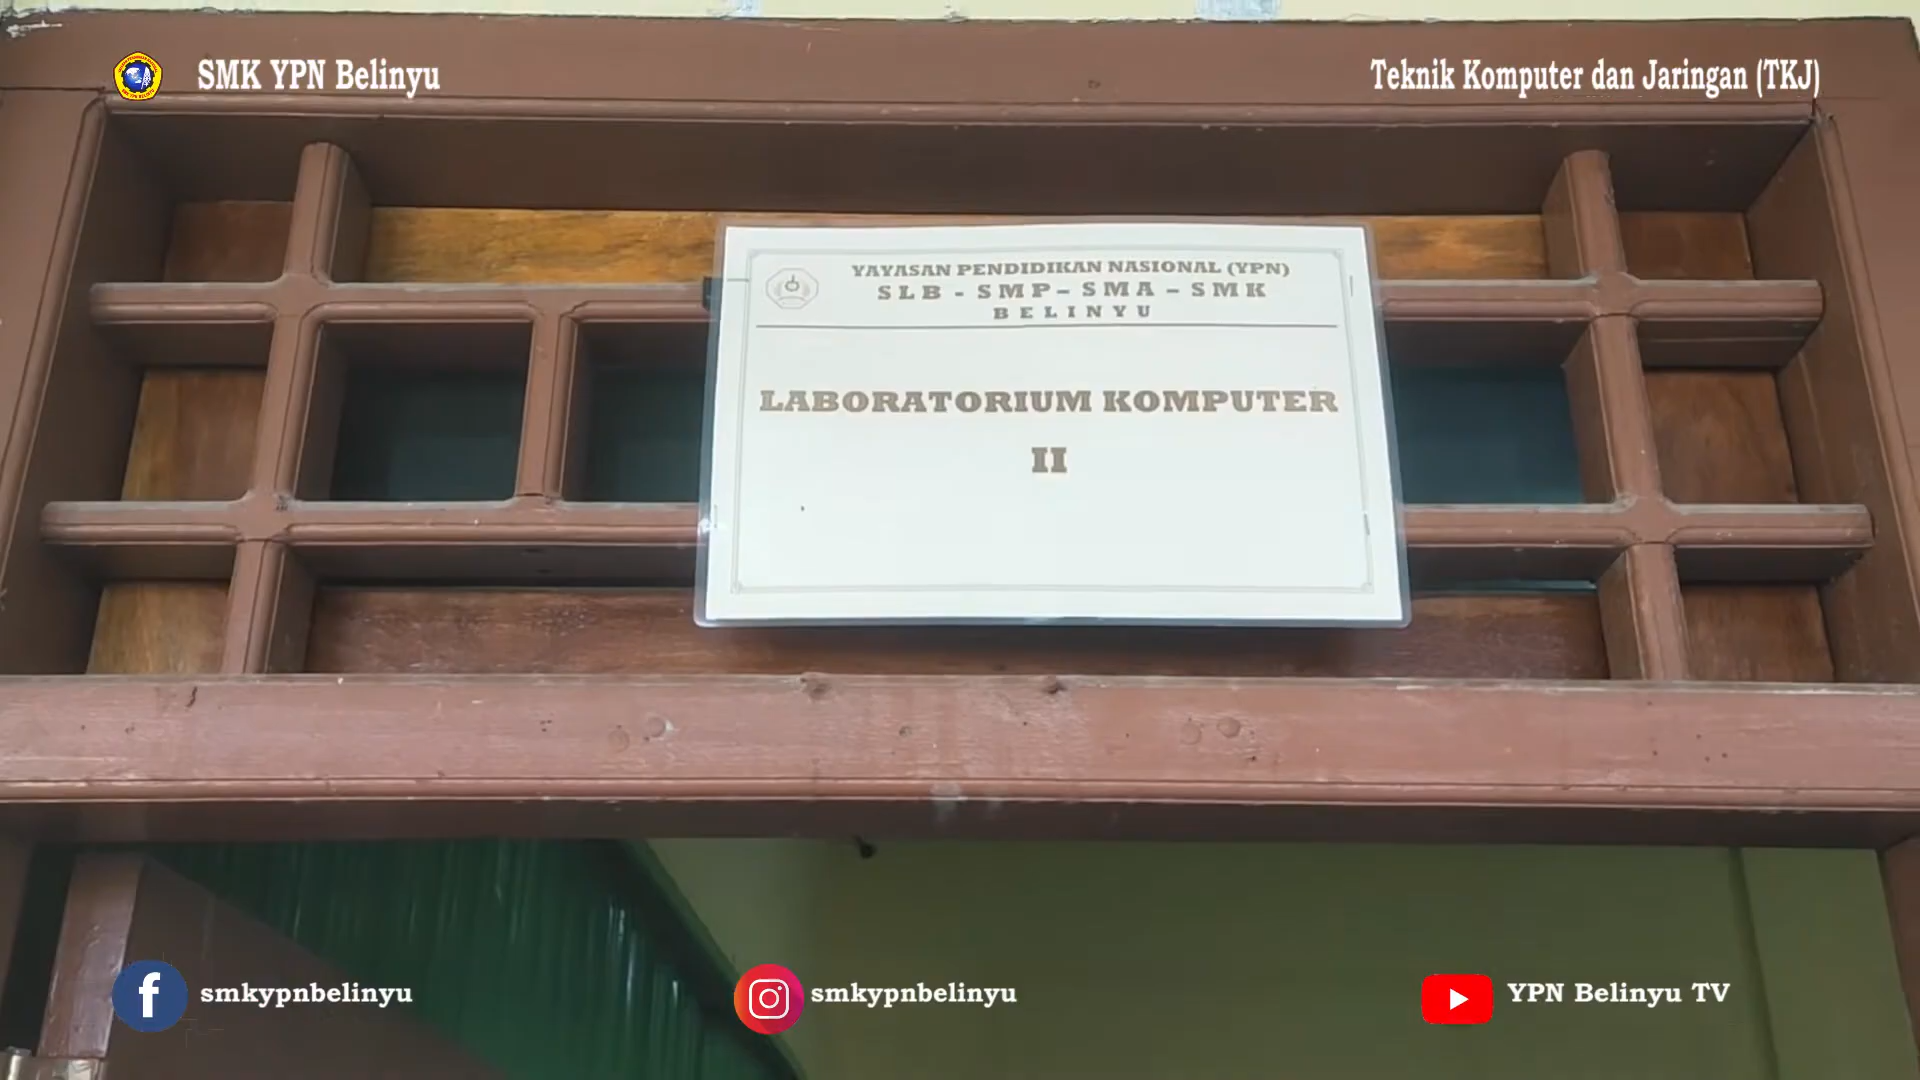 SMK YPN Belinyu
Teknik Komputer dan Jaringan (TKJ)
YAYASAN PENDIDIKAN NASIONAL (YPN)
SLB - SMP - SMA - SMK
BELINYU
LABORATORIUM KOMPUTER
II
smkypnbelinyu
smkypnbelinyu
YPN Belinyu TV